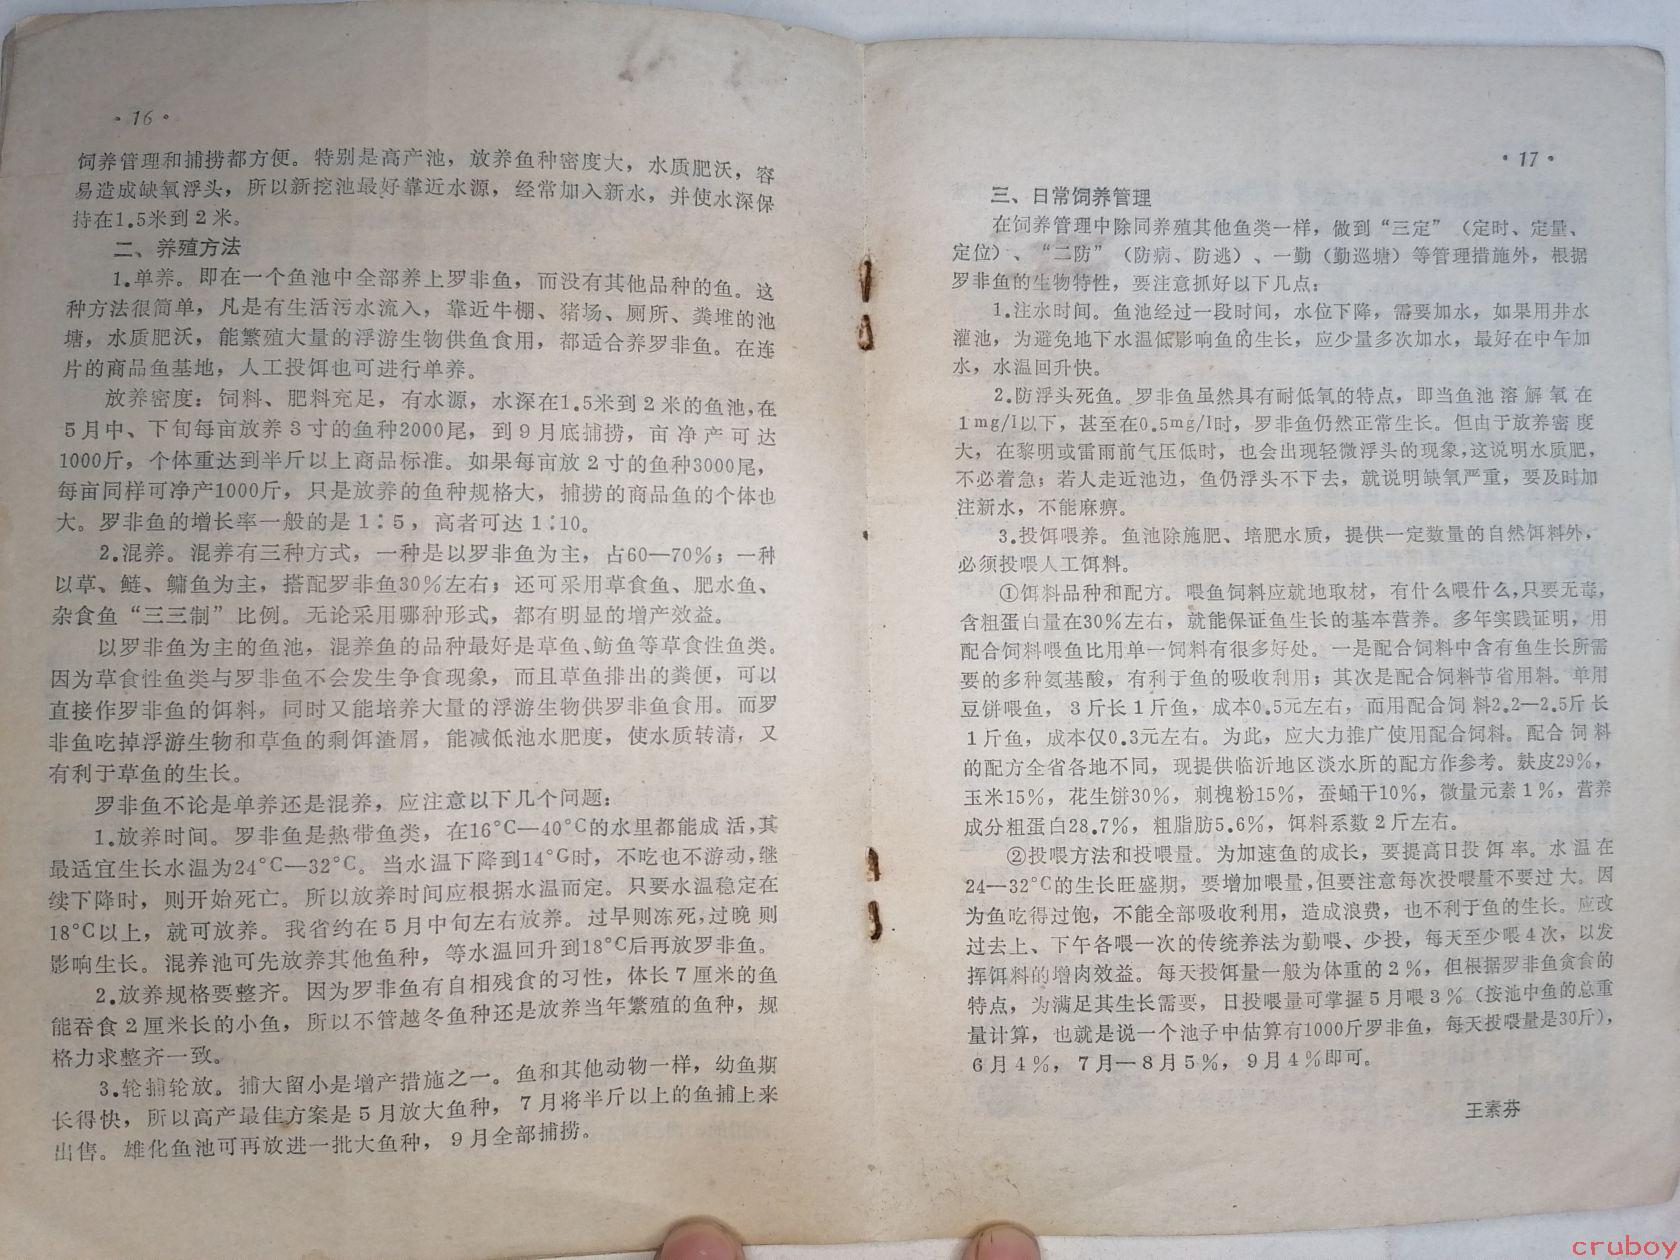 • 16 •
饲养管理和捕捞都方便。特别是高产池，放养鱼种密度大，水质肥沃，容
易造成缺氧浮头，所以新挖池最好靠近水源，经常加入新水，并使水深保
持在1.5米到2米。
二、养殖方法
1.单养。即在一个鱼池中全部养上罗非鱼，而没有其他品种的鱼。这
种方法很简单，凡是有生活污水流入，靠近牛棚、猪场、厕所、粪堆的池
塘，水质肥沃，能繁殖大量的浮游生物供鱼食用，都适合养罗非鱼。在连
片的商品鱼基地，人工投饵也可进行单养。
放养密度：饲料、肥料充足，有水源，水深在1.5米到2米的鱼池，在
5月中、下旬每亩放养3寸的鱼种2000尾，到9月底捕捞，亩净产可达
1000斤，个体重达到半斤以上商品标准。如果每亩放2寸的鱼种3000尾，
每亩同样可净产1000斤，只是放养的鱼种规格大，捕捞的商品鱼的个体也
大。罗非鱼的增长率一般的是1∶5，高者可达1∶10。
2.混养。混养有三种方式，一种是以罗非鱼为主，占60—70%；一种
以草、鲢、鳙鱼为主，搭配罗非鱼30%左右；还可采用草食鱼、肥水鱼、
杂食鱼“三三制”比例。无论采用哪种形式，都有明显的增产效益。
以罗非鱼为主的鱼池，混养鱼的品种最好是草鱼、鲂鱼等草食性鱼类。
因为草食性鱼类与罗非鱼不会发生争食现象，而且草鱼排出的粪便，可以
直接作罗非鱼的饵料，同时又能培养大量的浮游生物供罗非鱼食用。而罗
非鱼吃掉浮游生物和草鱼的剩饵渣屑，能减低池水肥度，使水质转清，又
有利于草鱼的生长。
罗非鱼不论是单养还是混养，应注意以下几个问题：
1.放养时间。罗非鱼是热带鱼类，在16°C—40°C的水里都能成活，其
最适宜生长水温为24°C—32°C。当水温下降到14°G时，不吃也不游动，继
续下降时，则开始死亡。所以放养时间应根据水温而定。只要水温稳定在
18°C以上，就可放养。我省约在5月中旬左右放养。过早则冻死，过晚则
影响生长。混养池可先放养其他鱼种，等水温回升到18°C后再放罗非鱼。
2.放养规格要整齐。因为罗非鱼有自相残食的习性，体长7厘米的鱼
能吞食2厘米长的小鱼，所以不管越冬鱼种还是放养当年繁殖的鱼种，规
格力求整齐一致。
3.轮捕轮放。捕大留小是增产措施之一。鱼和其他动物一样，幼鱼期
长得快，所以高产最佳方案是5月放大鱼种，7月将半斤以上的鱼捕上来
出售。雄化鱼池可再放进一批大鱼种，9月全部捕捞。
• 17 •
三、日常饲养管理
在饲养管理中除同养殖其他鱼类一样，做到“三定”（定时、定量、
定位）、“二防”（防病、防逃）、一勤（勤巡塘）等管理措施外，根据
罗非鱼的生物特性，要注意抓好以下几点：
1.注水时间。鱼池经过一段时间，水位下降，需要加水，如果用井水
灌池，为避免地下水温低影响鱼的生长，应少量多次加水，最好在中午加
水，水温回升快。
2.防浮头死鱼。罗非鱼虽然具有耐低氧的特点，即当鱼池溶解氧在
1mg/l以下，甚至在0.5mg/l时，罗非鱼仍然正常生长。但由于放养密度
大，在黎明或雷雨前气压低时，也会出现轻微浮头的现象，这说明水质肥，
不必着急；若人走近池边，鱼仍浮头不下去，就说明缺氧严重，要及时加
注新水，不能麻痹。
3.投饵喂养。鱼池除施肥、培肥水质，提供一定数量的自然饵料外，
必须投喂人工饵料。
①饵料品种和配方。喂鱼饲料应就地取材，有什么喂什么，只要无毒，
含粗蛋白量在30%左右，就能保证鱼生长的基本营养。多年实践证明，用
配合饲料喂鱼比用单一饲料有很多好处。一是配合饲料中含有鱼生长所需
要的多种氨基酸，有利于鱼的吸收利用；其次是配合饲料节省用料。单用
豆饼喂鱼，3斤长1斤鱼，成本0.5元左右，而用配合饲料2.2—2.5斤长
1斤鱼，成本仅0.3元左右。为此，应大力推广使用配合饲料。配合饲料
的配方全省各地不同，现提供临沂地区淡水所的配方作参考。麸皮29%，
玉米15%，花生饼30%，刺槐粉15%，蚕蛹干10%，微量元素1%，营养
成分粗蛋白28.7%，粗脂肪5.6%，饵料系数2斤左右。
②投喂方法和投喂量。为加速鱼的成长，要提高日投饵率。水温在
24—32°C的生长旺盛期，要增加喂量，但要注意每次投喂量不要过大。因
为鱼吃得过饱，不能全部吸收利用，造成浪费，也不利于鱼的生长。应改
过去上、下午各喂一次的传统养法为勤喂、少投，每天至少喂4次，以发
挥饵料的增肉效益。每天投饵量一般为体重的2%，但根据罗非鱼贪食的
特点，为满足其生长需要，日投喂量可掌握5月喂3%（按池中鱼的总重
量计算，也就是说一个池子中估算有1000斤罗非鱼，每天投喂量是30斤），
6月4%，7月—8月5%，9月4%即可。
王素芬
cruboy